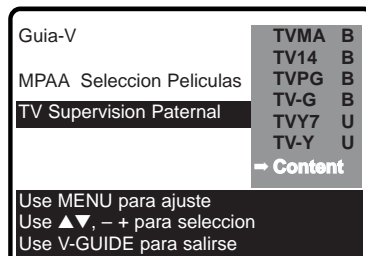 Guia-V
MPAA Seleccion Peliculas
TV Supervision Paternal
TVMA B
TV14 B
TVPG B
TV-G B
TVY7 U
TV-Y U
➡ Content
Use MENU para ajuste
Use ▲▼, – + para seleccion
Use V-GUIDE para salirse